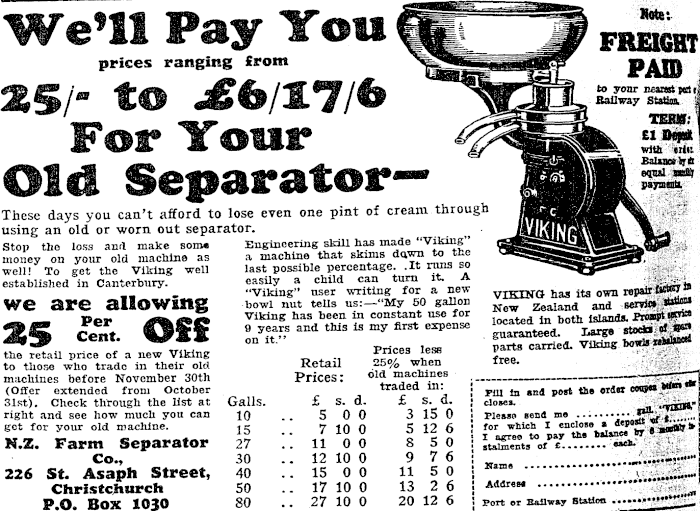 We'll Pay You
prices ranging from
25/- to £6/17/6
For Your
Old Separator—
These days you can't afford to lose even one pint of cream through
using an old or worn out separator.
Stop the loss and make some
money on your old machine as
well! To get the Viking well
established in Canterbury.
we are allowing
25 Per Cent. Off
the retail price of a new Viking
to those who trade in their old
machines before November 30th
(Offer extended from October
31st). Check through the list at
right and see how much you can
get for your old machine.
N.Z. Farm Separator
Co.,
226 St. Asaph Street,
Christchurch
P.O. Box 1030
Engineering skill has made "Viking"
a machine that skims down to the
last possible percentage. .It runs so
easily a child can turn it. A
"Viking" user writing for a new
bowl nut tells us:—"My 50 gallon
Viking has been in constant use for
9 years and this is my first expense
on it."
Retail
Prices:
Prices less
25% when
old machines
traded in:
Galls. £ s. d. £ s. d.
10 .. 5 0 0 3 15 0
15 .. 7 10 0 5 12 6
27 .. 11 0 0 8 5 0
30 .. 12 10 0 9 7 6
40 .. 15 0 0 11 5 0
50 .. 17 10 0 13 2 6
80 .. 27 10 0 20 12 6
VIKING
Note:
FREIGHT
PAID
to your nearest port or
Railway Station.
TERMS:
£1 Deposit
with order.
Balance by six
equal monthly
payments.
VIKING has its own repair factory in
New Zealand and service stations
located in both islands. Prompt service
guaranteed. Large stocks of spare
parts carried. Viking bowls rebalanced
free.
Fill in and post the order coupon before offer
closes.
Please send me .......... gall. "VIKING,"
for which I enclose a deposit of £......
I agree to pay the balance by 6 monthly in-
stalments of £........ each.
Name ..............................
Address ..............................
Port or Railway Station ..............